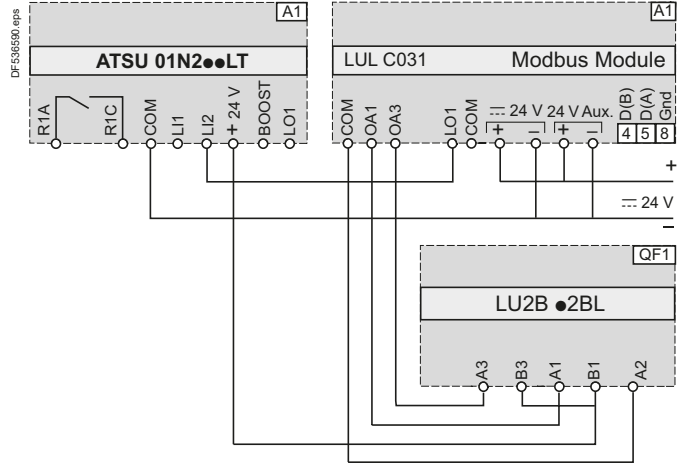 DF536590.eps
A1
ATSU 01N2●●LT
R1A
R1C
COM
LI1
LI2
+ 24 V
BOOST
LO1
A1
LUL C031 Modbus Module
COM
OA1
OA3
LO1
COM
⎓ 24 V 24 V Aux.
+ – + –
D(B)
D(A)
Gnd
4 5 8
+
⎓ 24 V
–
QF1
LU2B ●2BL
A3
B3
A1
B1
A2